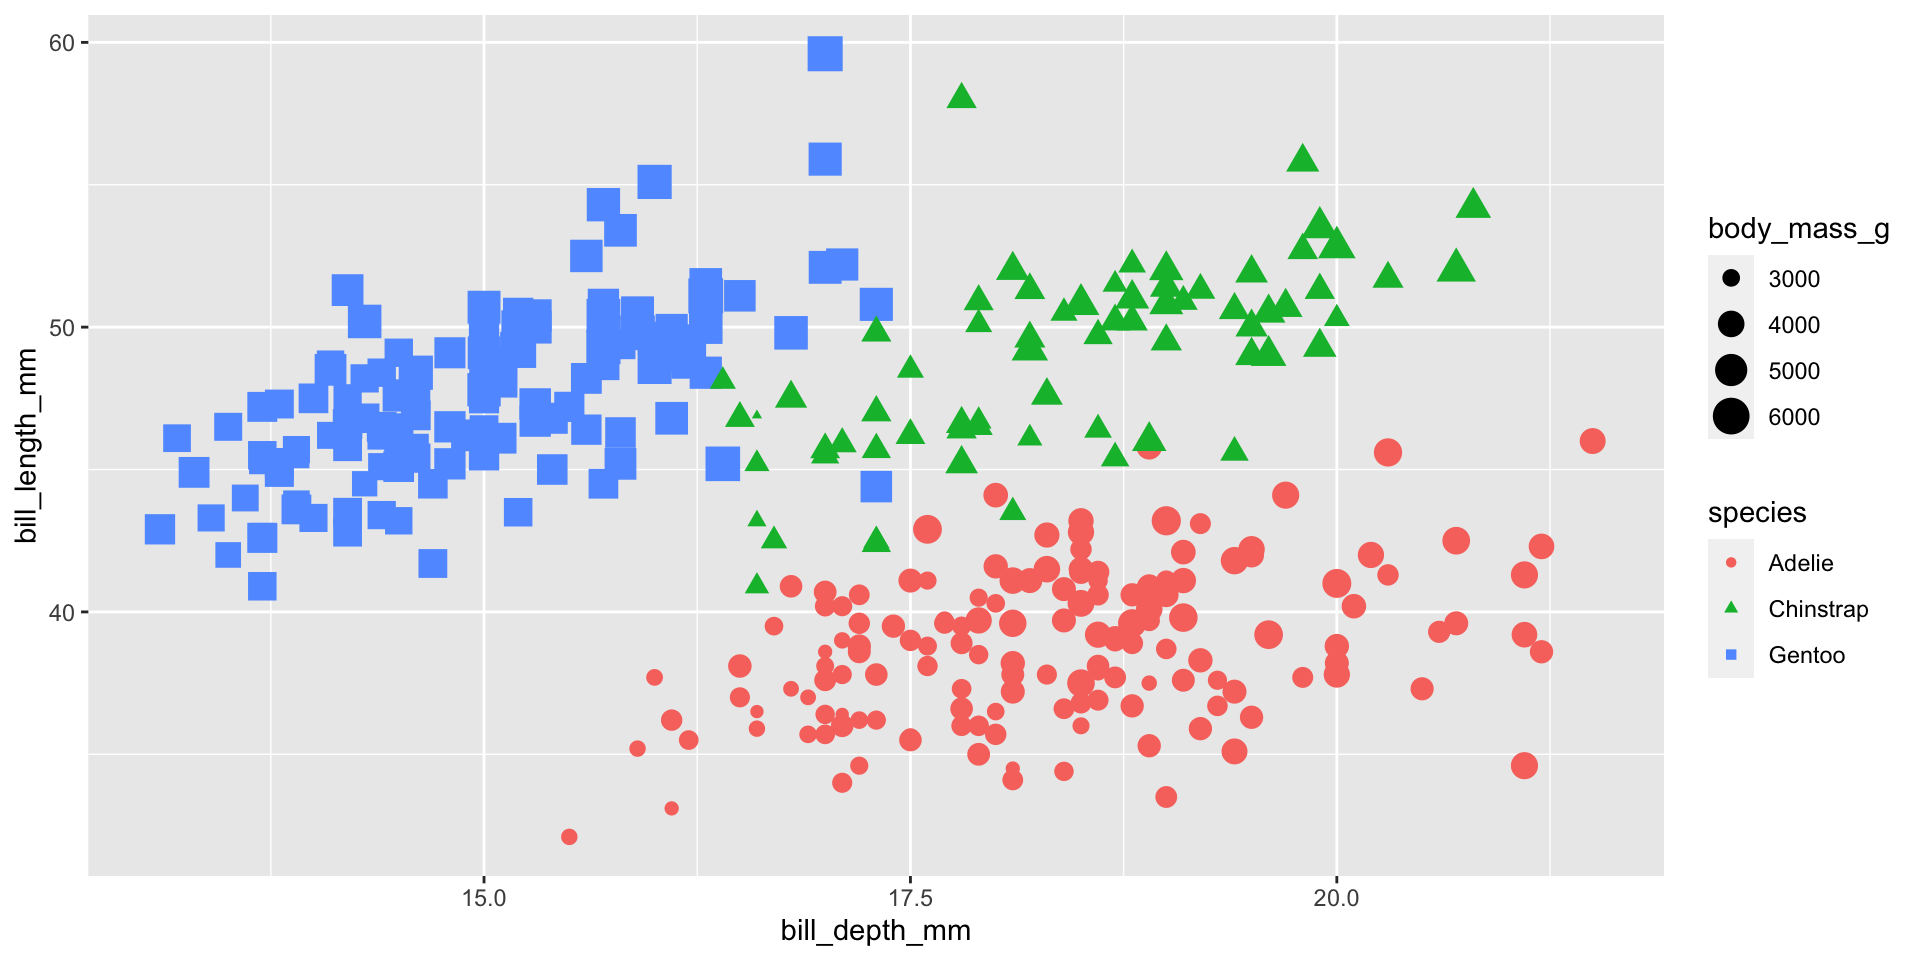 60
50
40
bill_length_mm
15.0 17.5 20.0
bill_depth_mm
body_mass_g
3000
4000
5000
6000
species
Adelie
Chinstrap
Gentoo